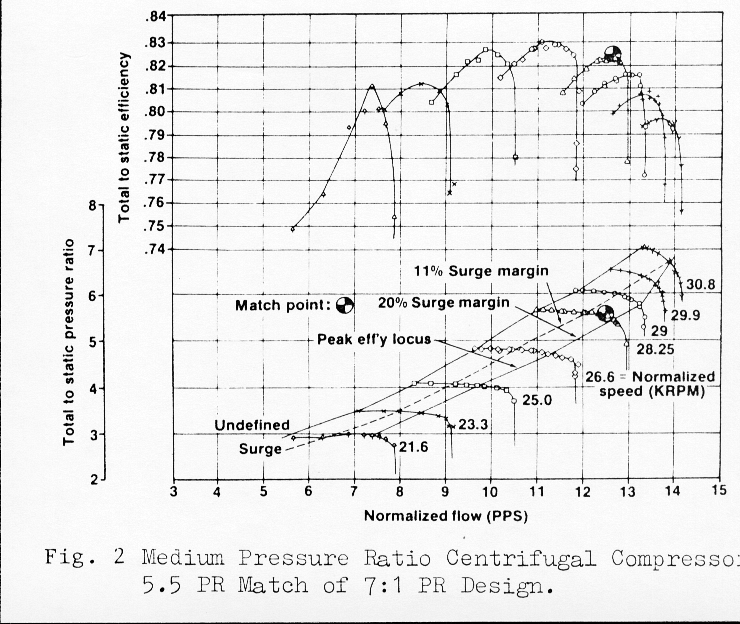 .84
.83
.82
.81
.80
.79
.78
.77
.76
.75
.74
Total to static efficiency
8
7
6
5
4
3
2
Total to static pressure ratio
11% Surge margin
Match point:
20% Surge margin
Peak eff'y locus
Undefined
Surge
30.8
29.9
29
28.25
26.6 = Normalized
speed (KRPM)
25.0
23.3
21.6
3 4 5 6 7 8 9 10 11 12 13 14 15
Normalized flow (PPS)
Fig. 2 Medium Pressure Ratio Centrifugal Compresso
5.5 PR Match of 7:1 PR Design.